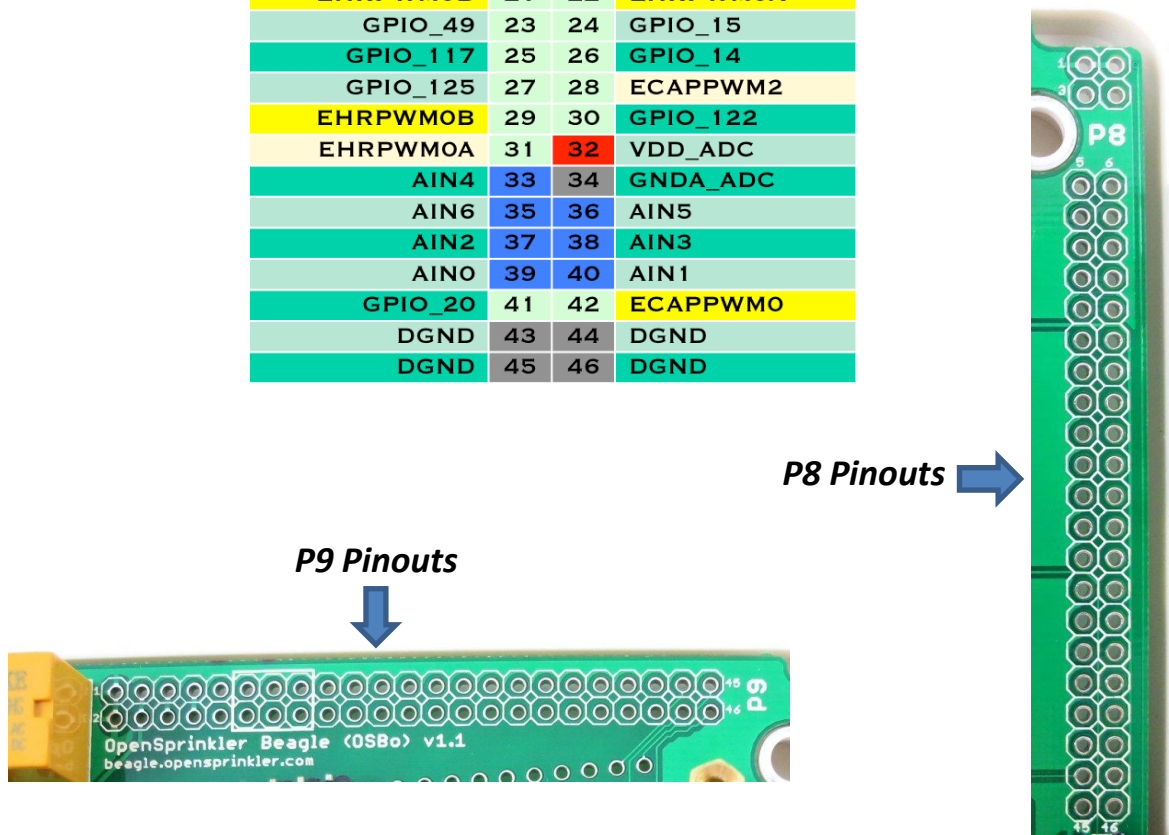 GPIO_49 23 24 GPIO_15
GPIO_117 25 26 GPIO_14
GPIO_125 27 28 ECAPPWM2
EHRPWM0B 29 30 GPIO_122
EHRPWM0A 31 32 VDD_ADC
AIN4 33 34 GNDA_ADC
AIN6 35 36 AIN5
AIN2 37 38 AIN3
AIN0 39 40 AIN1
GPIO_20 41 42 ECAPPWM0
DGND 43 44 DGND
DGND 45 46 DGND
1
3
P8
5 6
P8 Pinouts
P9 Pinouts
1 45
2 46
P9
OpenSprinkler Beagle (OSBo) v1.1
beagle.opensprinkler.com
45 46